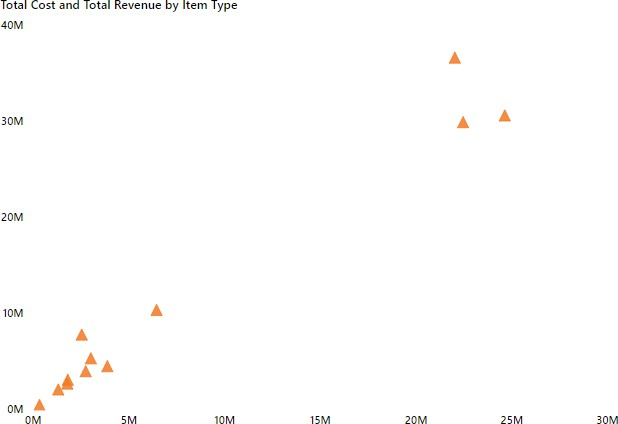 Total Cost and Total Revenue by Item Type
40M
30M
20M
10M
0M
0M 5M 10M 15M 20M 25M 30M